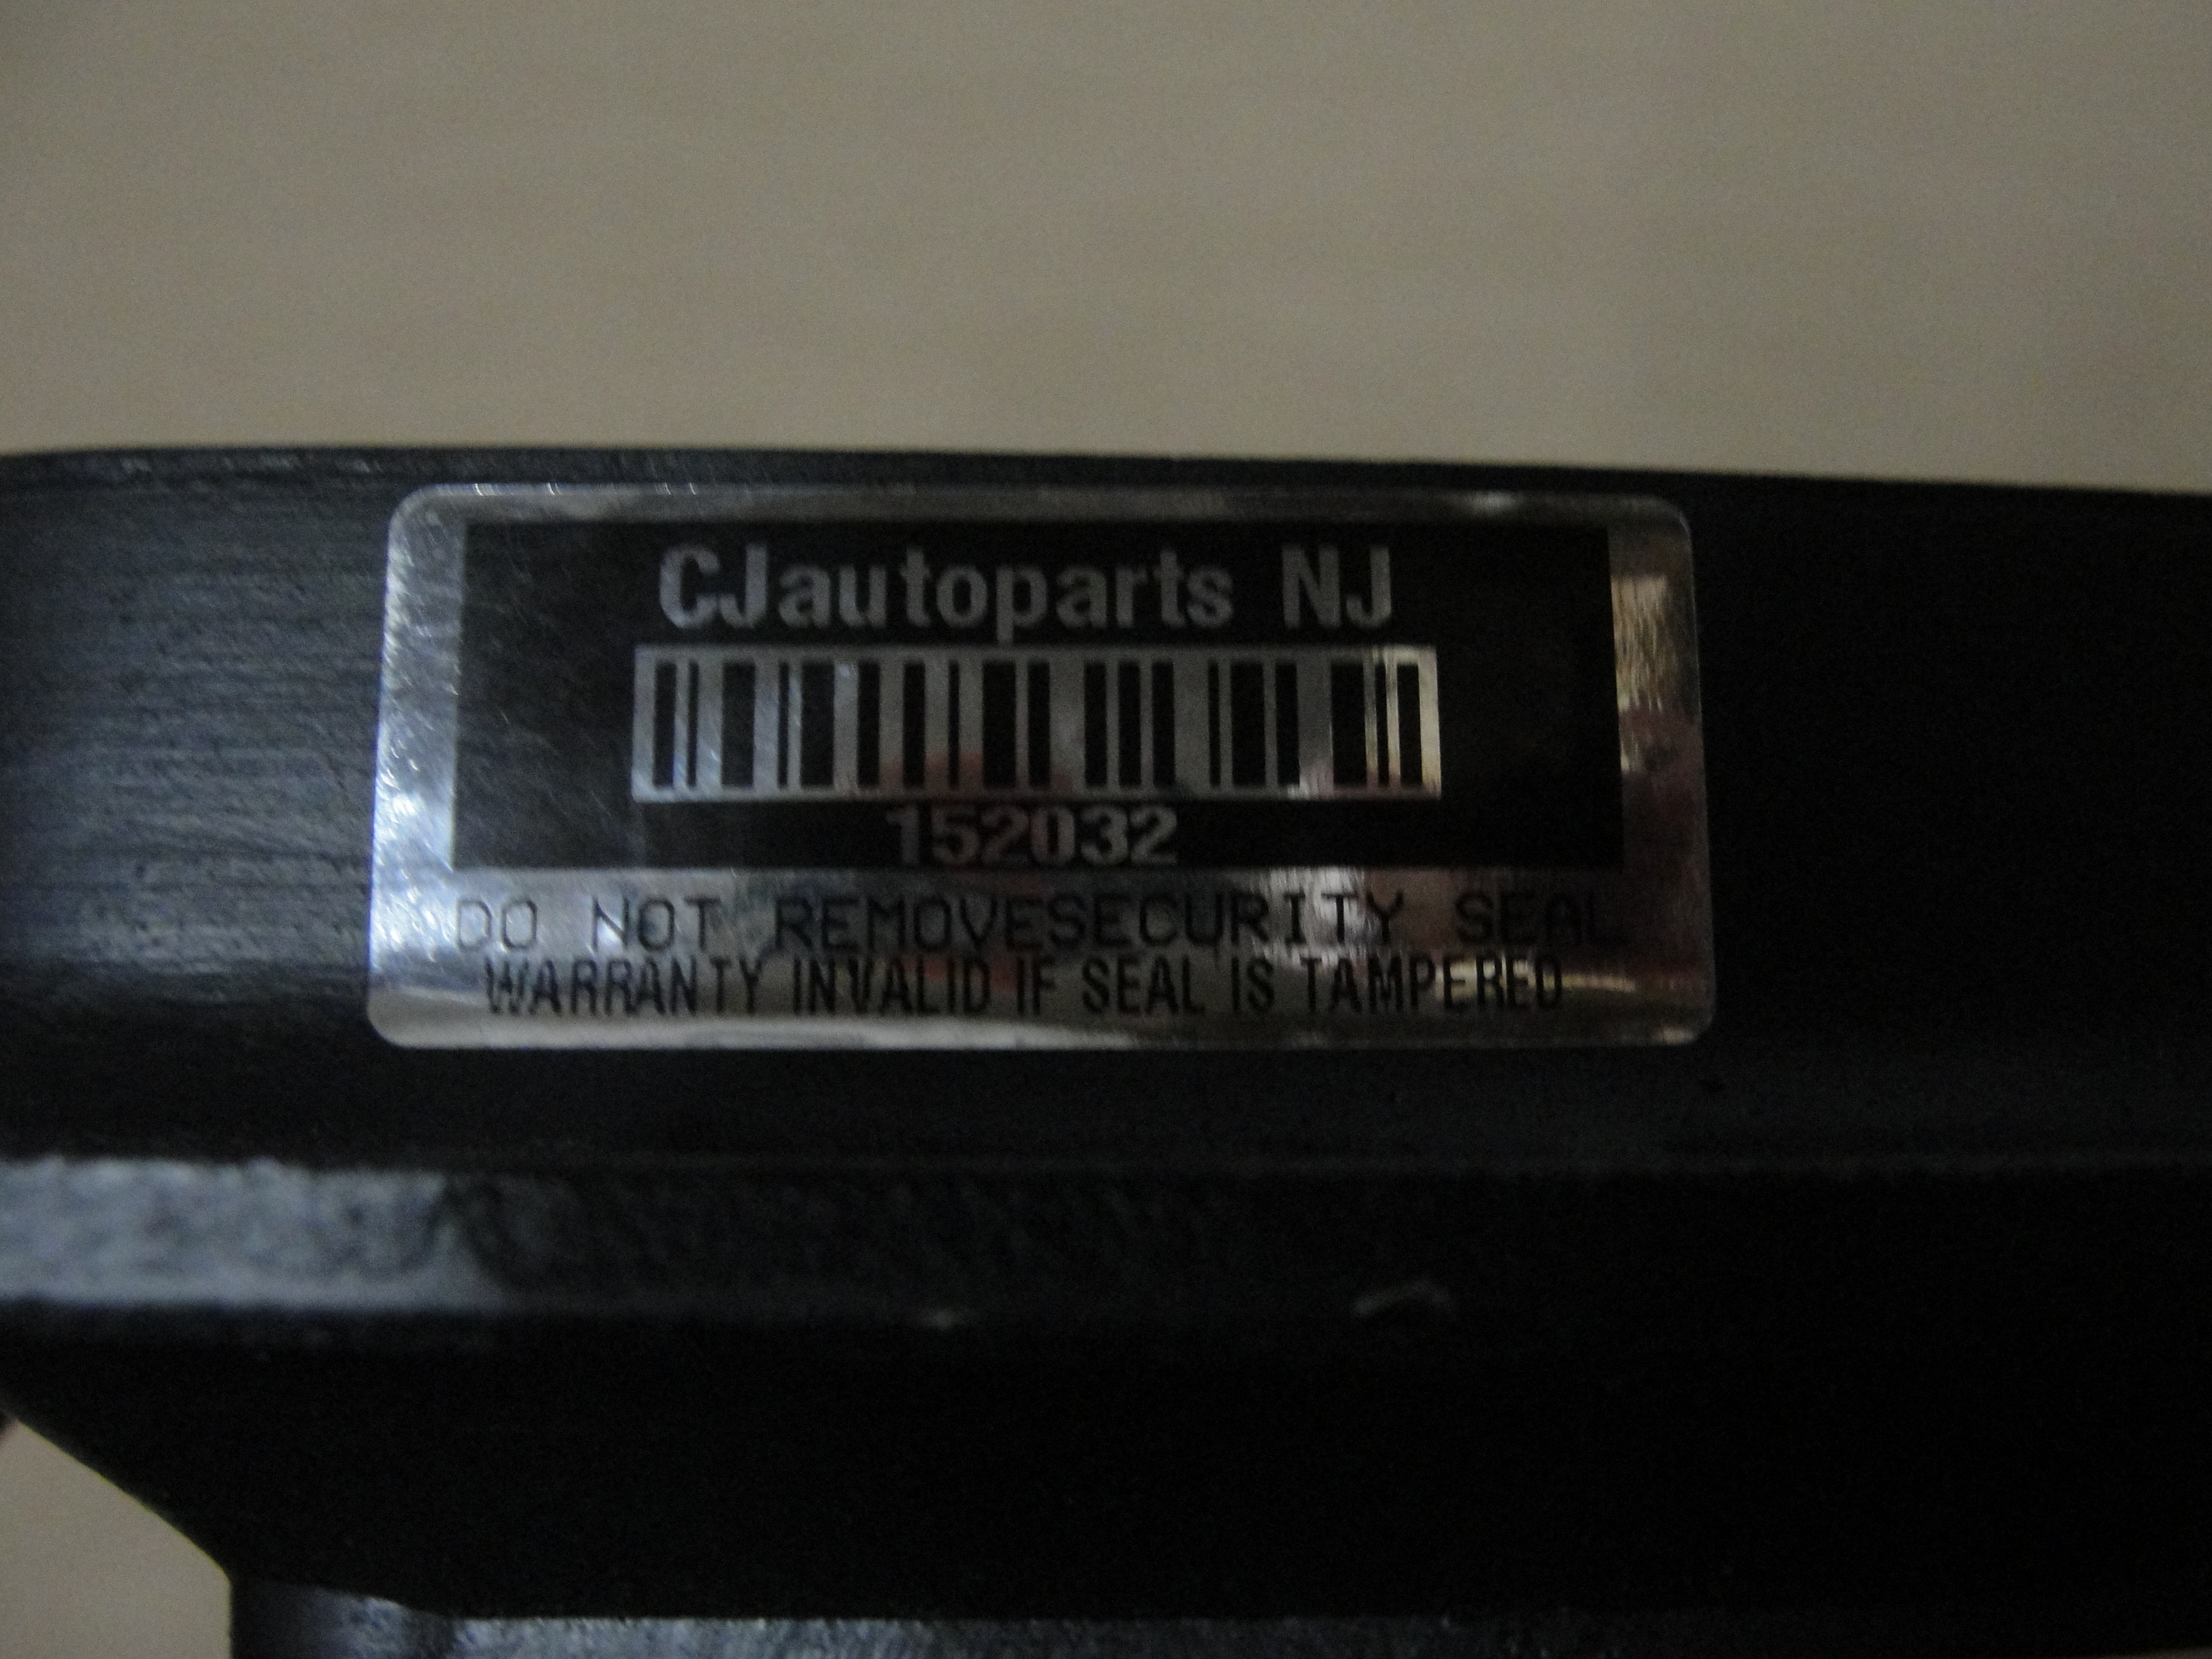 CJautoparts NJ
152032
DO NOT REMOVESECURITY SEAL
WARRANTY INVALID IF SEAL IS TAMPERED